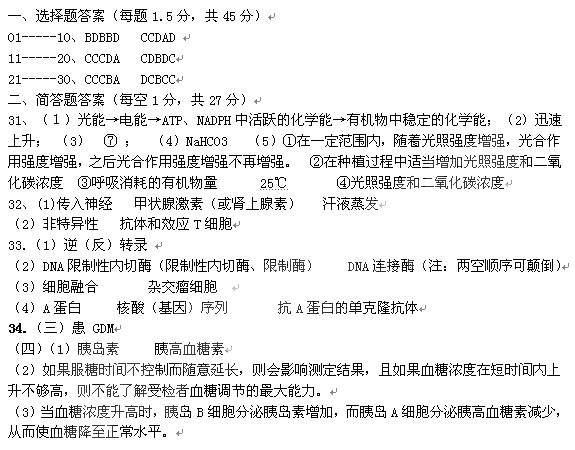 一、选择题答案（每题 1.5 分，共 45 分）
01-----10、BDBBD CCDAD
11-----20、CCCDA CDBDC
21-----30、CCCBA DCBCC
二、简答题答案（每空 1 分，共 27 分）
31、（1）光能→电能→ATP、NADPH 中活跃的化学能→有机物中稳定的化学能；（2）迅速
上升； （3） ⑦ ； （4）NaHCO3 （5）①在一定范围内，随着光照强度增强，光合作
用强度增强，之后光合作用强度增强不再增强。 ②在种植过程中适当增加光照强度和二氧
化碳浓度 ③呼吸消耗的有机物量 25℃ ④光照强度和二氧化碳浓度
32、(1)传入神经 甲状腺激素（或肾上腺素） 汗液蒸发
（2）非特异性 抗体和效应 T 细胞
33.（1）逆（反）转录
（2）DNA 限制性内切酶（限制性内切酶、限制酶） DNA 连接酶（注：两空顺序可颠倒）
（3）细胞融合 杂交瘤细胞
（4）A 蛋白 核酸（基因）序列 抗 A 蛋白的单克隆抗体
34.（三）患 GDM
（四）（1）胰岛素 胰高血糖素
（2）如果服糖时间不控制而随意延长，则会影响测定结果，且如果血糖浓度在短时间内上
升不够高，则不能了解受检者血糖调节的最大能力。
（3）当血糖浓度升高时，胰岛 B 细胞分泌胰岛素增加，而胰岛 A 细胞分泌胰高血糖素减少，
从而使血糖降至正常水平。